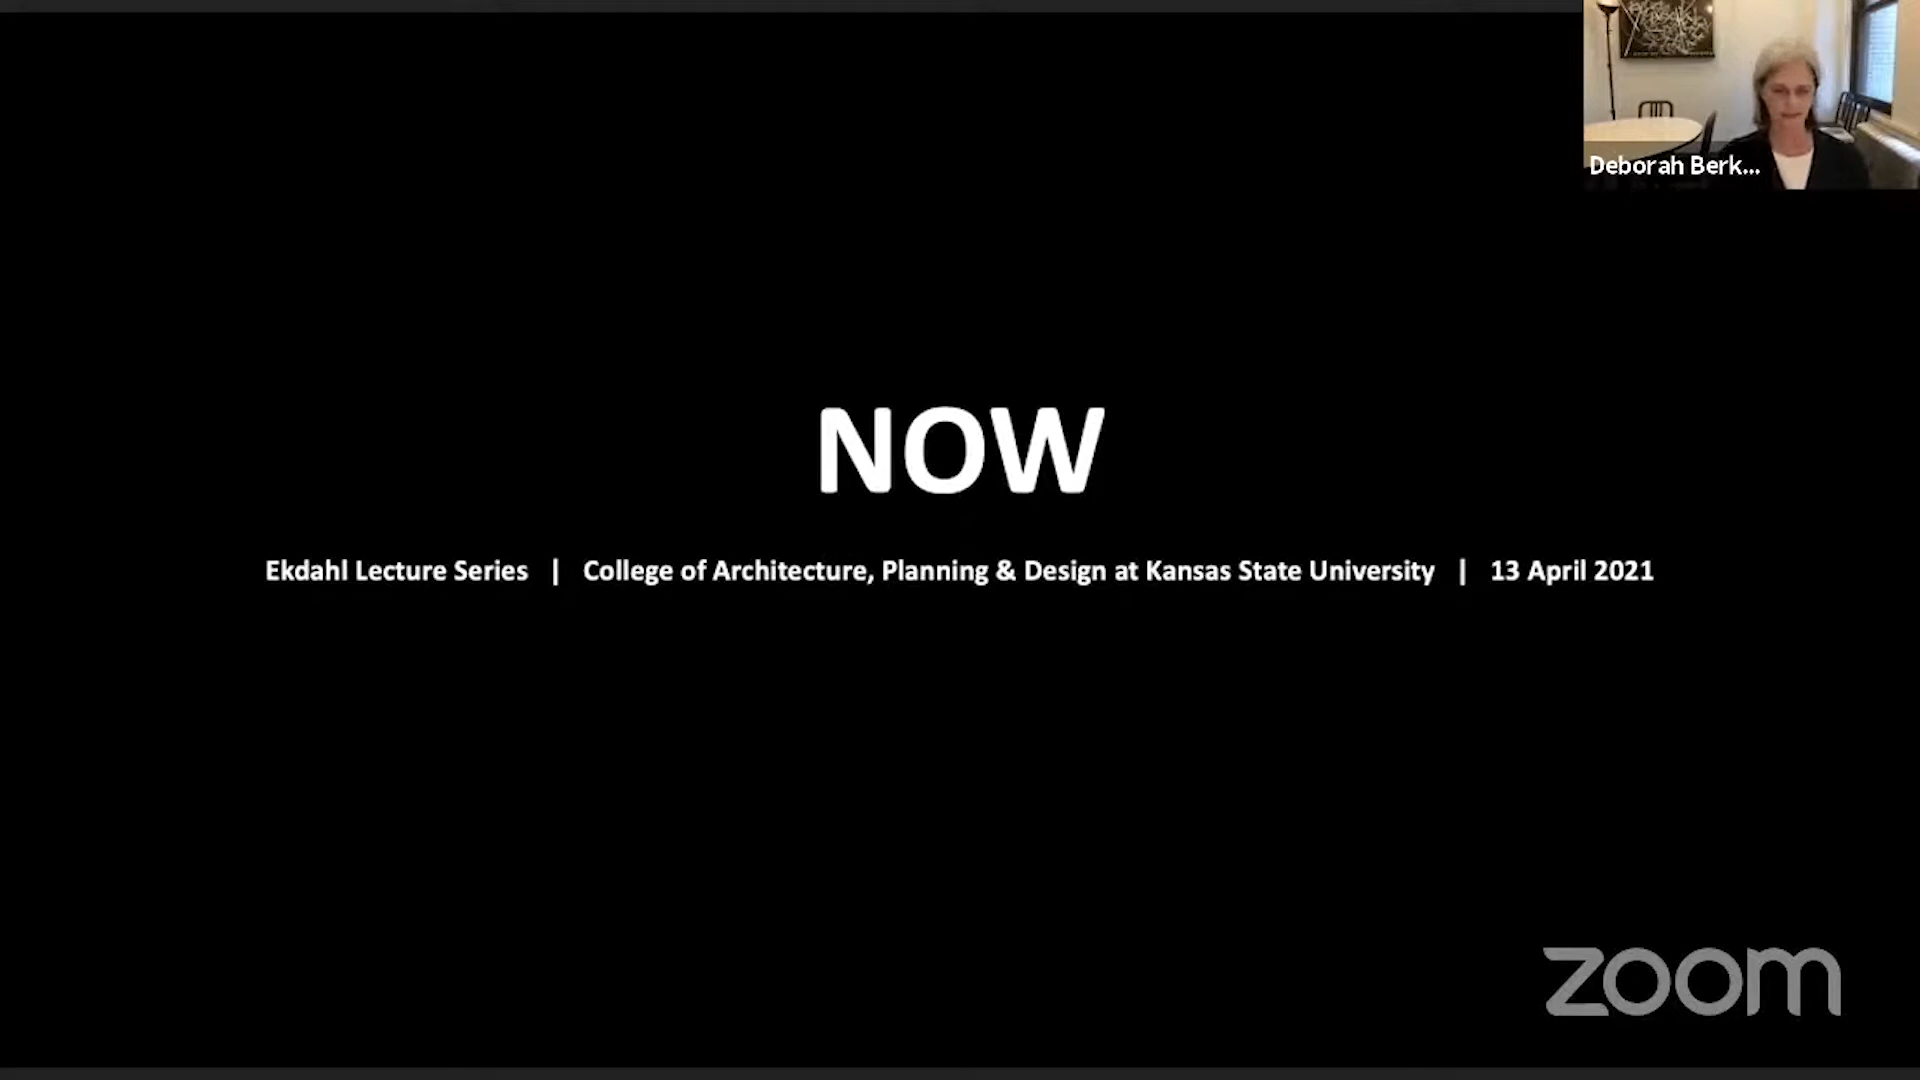 Deborah Berk...
NOW
Ekdahl Lecture Series | College of Architecture, Planning & Design at Kansas State University | 13 April 2021
zoom